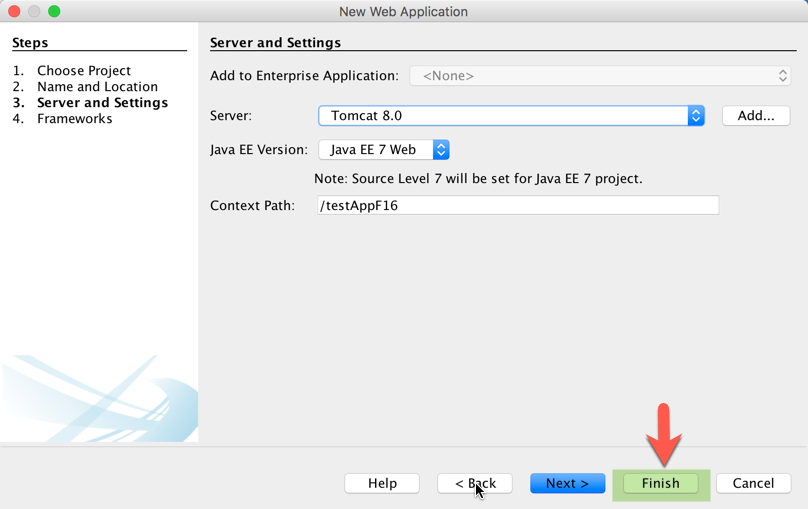 New Web Application
Steps
1. Choose Project
2. Name and Location
3. Server and Settings
4. Frameworks
Server and Settings
Add to Enterprise Application: <None>
Server: Tomcat 8.0 Add...
Java EE Version: Java EE 7 Web
Note: Source Level 7 will be set for Java EE 7 project.
Context Path: /testAppF16
Help < Back Next > Finish Cancel